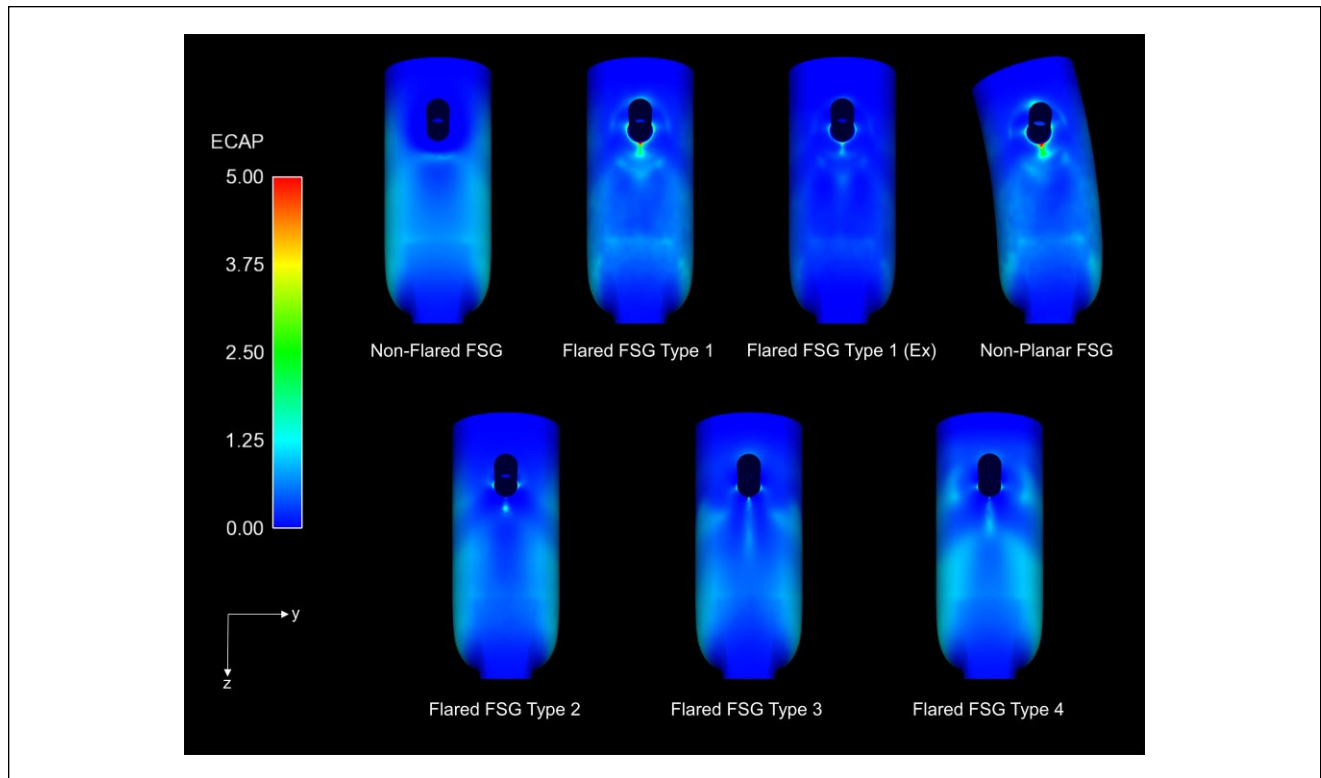 ECAP
5.00
3.75
2.50
1.25
0.00
Non-Flared FSG
Flared FSG Type 1
Flared FSG Type 1 (Ex)
Non-Planar FSG
y
z
Flared FSG Type 2
Flared FSG Type 3
Flared FSG Type 4